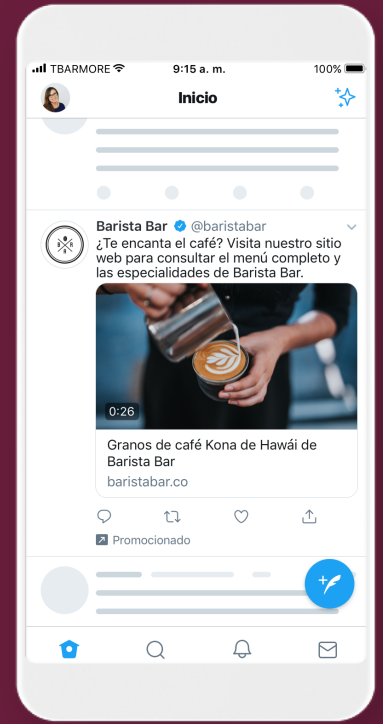 TBARMORE 9:15 a. m. 100%
Inicio
Barista Bar @baristabar
¿Te encanta el café? Visita nuestro sitio
web para consultar el menú completo y
las especialidades de Barista Bar.
0:26
Granos de café Kona de Hawái de
Barista Bar
baristabar.co
Promocionado